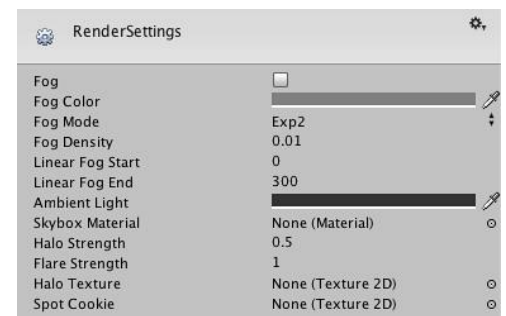 RenderSettings
Fog
Fog Color
Fog Mode Exp2
Fog Density 0.01
Linear Fog Start 0
Linear Fog End 300
Ambient Light
Skybox Material None (Material)
Halo Strength 0.5
Flare Strength 1
Halo Texture None (Texture 2D)
Spot Cookie None (Texture 2D)